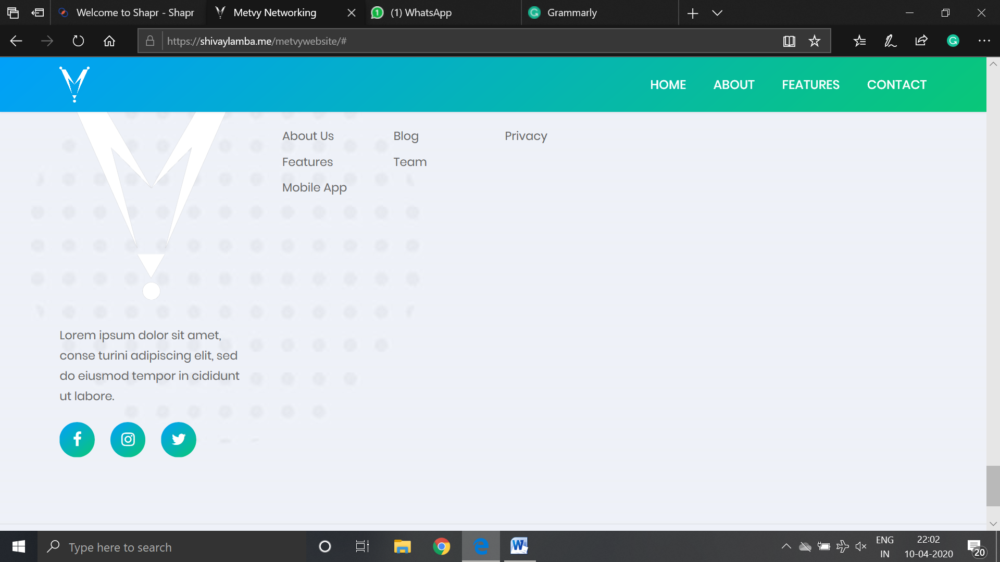 Welcome to Shapr - Shapr
Metvy Networking
(1) WhatsApp
Grammarly
https://shivaylamba.me/metvywebsite/#
HOME ABOUT FEATURES CONTACT
About Us Blog Privacy
Features Team
Mobile App
Lorem ipsum dolor sit amet,
conse turini adipiscing elit, sed
do eiusmod tempor in cididunt
ut labore.
Type here to search
ENG
IN
22:02
10-04-2020
20